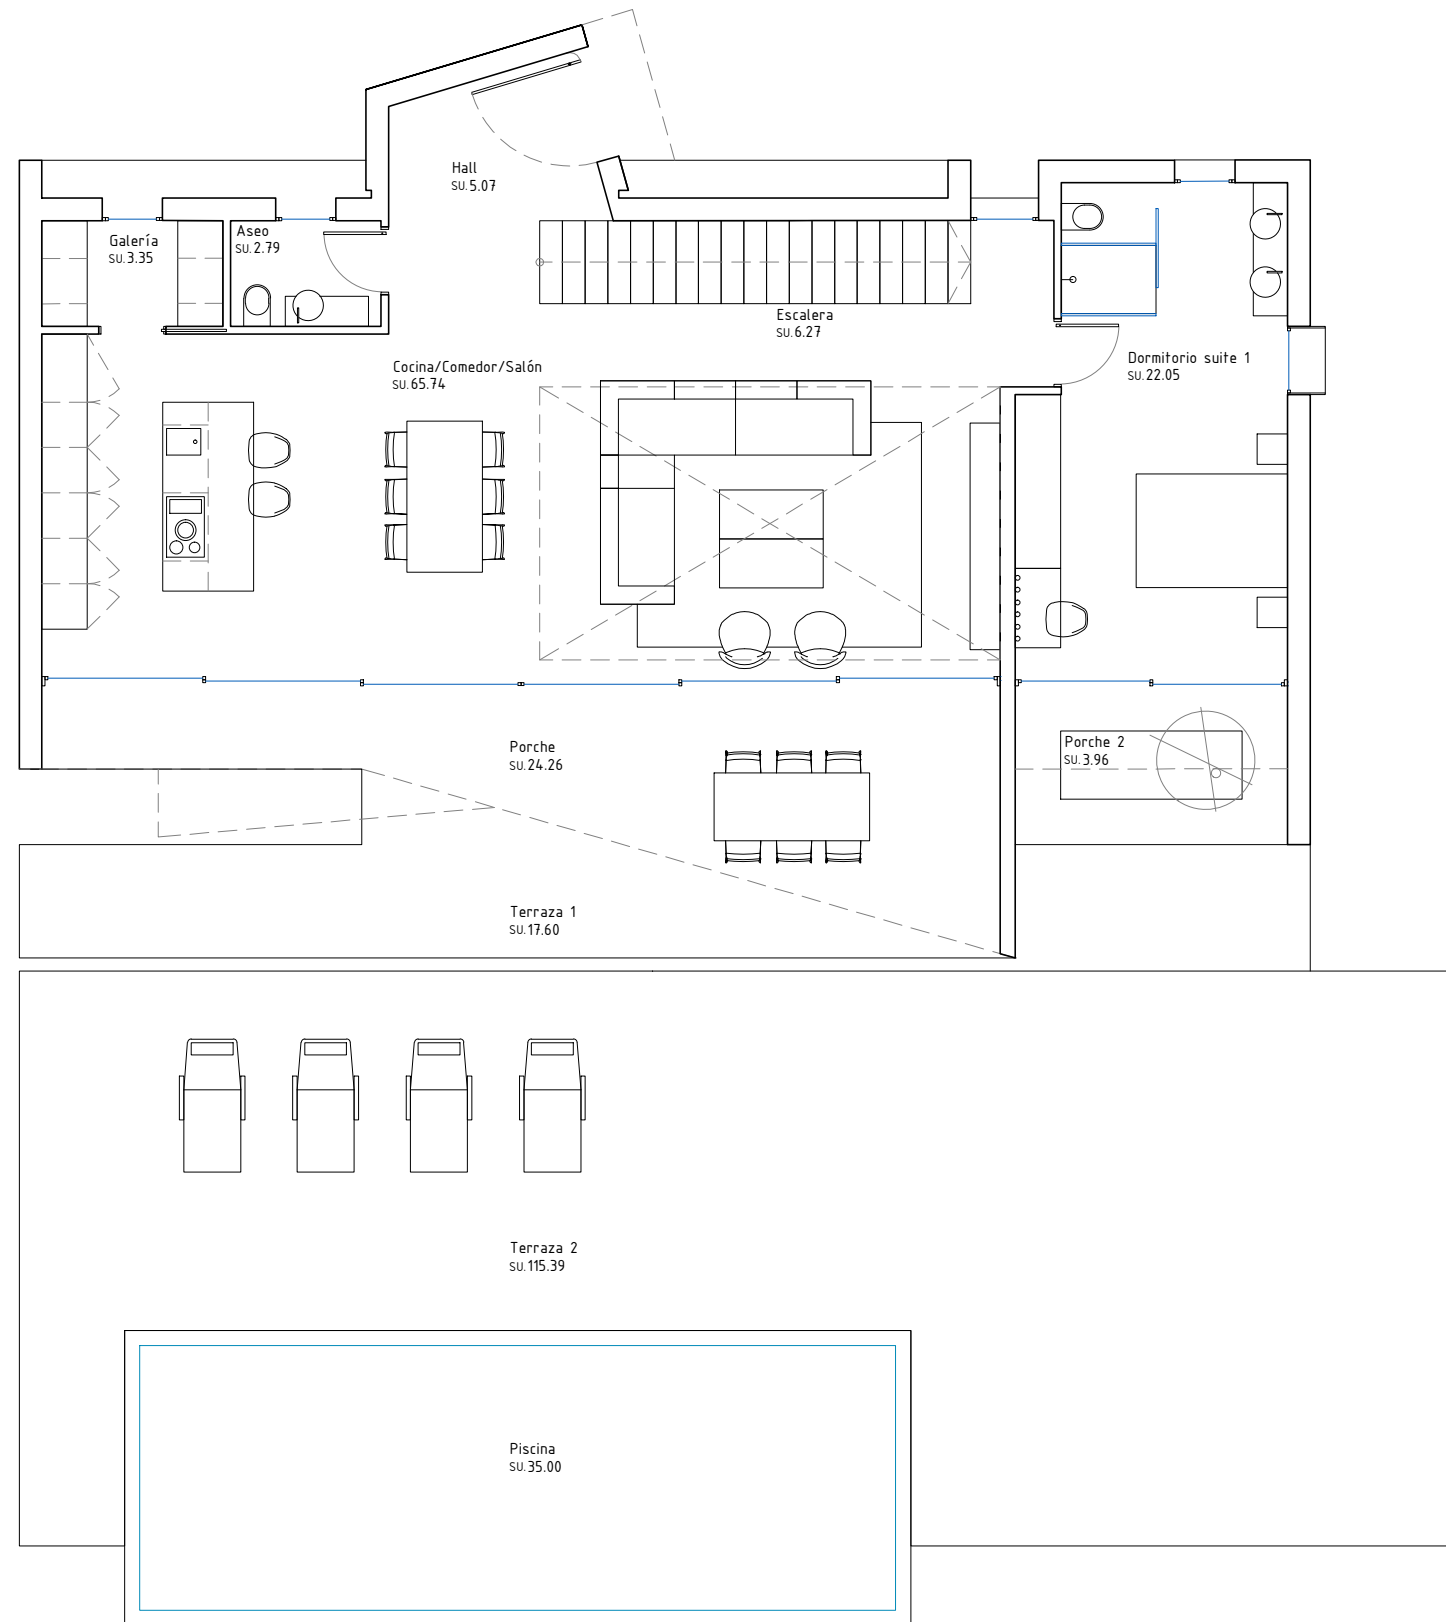 Hall
SU.5.07
Galería
SU.3.35
Aseo
SU.2.79
Escalera
SU.6.27
Cocina/Comedor/Salón
SU.65.74
Dormitorio suite 1
SU.22.05
Porche
SU.24.26
Porche 2
SU.3.96
Terraza 1
SU.17.60
Terraza 2
SU.115.39
Piscina
SU.35.00